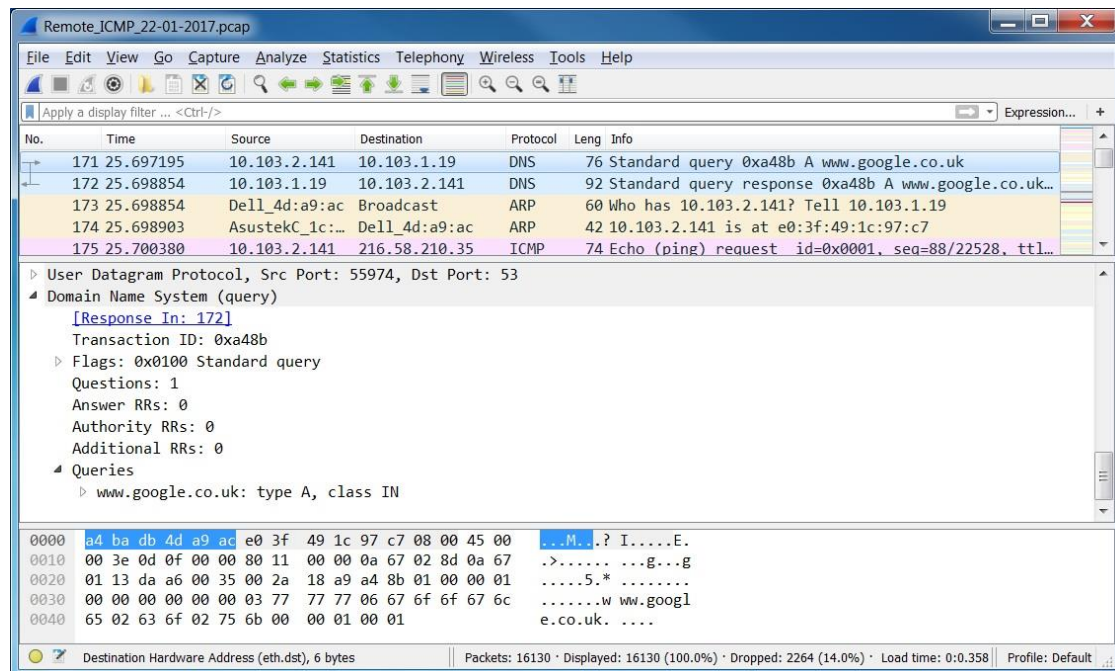 Remote_ICMP_22-01-2017.pcap
File Edit View Go Capture Analyze Statistics Telephony Wireless Tools Help
Apply a display filter ... <Ctrl-/> Expression... +
No. Time Source Destination Protocol Leng Info
171 25.697195 10.103.2.141 10.103.1.19 DNS 76 Standard query 0xa48b A www.google.co.uk
172 25.698854 10.103.1.19 10.103.2.141 DNS 92 Standard query response 0xa48b A www.google.co.uk…
173 25.698854 Dell_4d:a9:ac Broadcast ARP 60 Who has 10.103.2.141? Tell 10.103.1.19
174 25.698903 AsustekC_1c:… Dell_4d:a9:ac ARP 42 10.103.2.141 is at e0:3f:49:1c:97:c7
175 25.700380 10.103.2.141 216.58.210.35 ICMP 74 Echo (ping) request id=0x0001, seq=88/22528, ttl…
User Datagram Protocol, Src Port: 55974, Dst Port: 53
Domain Name System (query)
[Response In: 172]
Transaction ID: 0xa48b
Flags: 0x0100 Standard query
Questions: 1
Answer RRs: 0
Authority RRs: 0
Additional RRs: 0
Queries
www.google.co.uk: type A, class IN
0000 a4 ba db 4d a9 ac e0 3f 49 1c 97 c7 08 00 45 00 ...M...? I.....E.
0010 00 3e 0d 0f 00 00 80 11 00 00 0a 67 02 8d 0a 67 .>...... ...g...g
0020 01 13 da a6 00 35 00 2a 18 a9 a4 8b 01 00 00 01 .....5.* ........
0030 00 00 00 00 00 00 03 77 77 77 06 67 6f 6f 67 6c .......w ww.googl
0040 65 02 63 6f 02 75 6b 00 00 01 00 01 e.co.uk. ....
Destination Hardware Address (eth.dst), 6 bytes Packets: 16130 · Displayed: 16130 (100.0%) · Dropped: 2264 (14.0%) · Load time: 0:0.358 Profile: Default